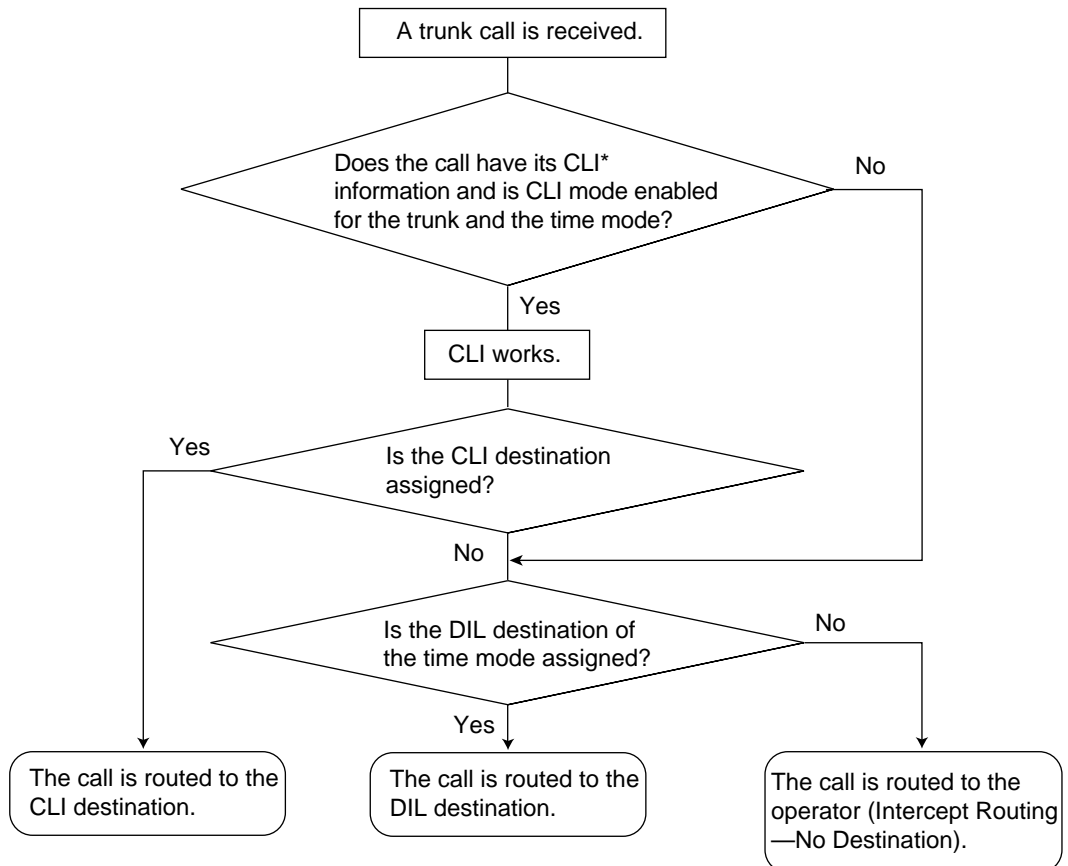 A trunk call is received.
Does the call have its CLI*
information and is CLI mode enabled
for the trunk and the time mode?
No
Yes
CLI works.
Yes
Is the CLI destination
assigned?
No
Is the DIL destination of
the time mode assigned?
No
Yes
The call is routed to the
CLI destination.
The call is routed to the
DIL destination.
The call is routed to the
operator (Intercept Routing
—No Destination).